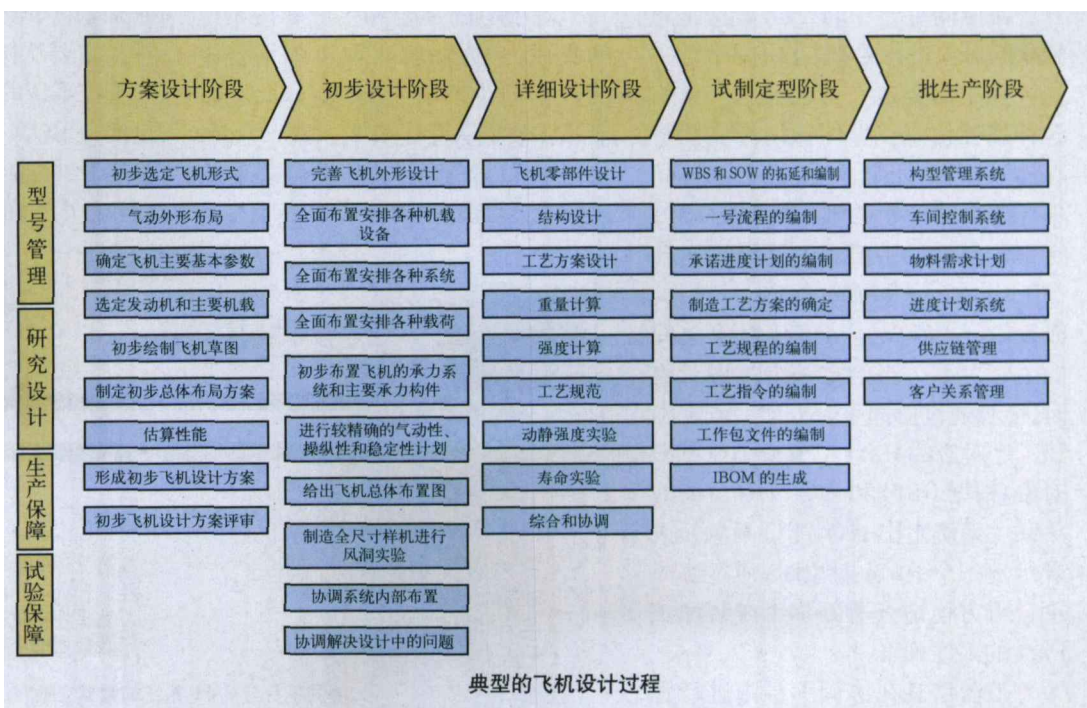 方案设计阶段
初步设计阶段
详细设计阶段
试制定型阶段
批生产阶段
型号管理
研究设计
生产保障
试验保障
初步选定飞机形式
气动外形布局
确定飞机主要基本参数
选定发动机和主要机载
初步绘制飞机草图
制定初步总体布局方案
估算性能
形成初步飞机设计方案
初步飞机设计方案评审
完善飞机外形设计
全面布置安排各种机载
设备
全面布置安排各种系统
全面布置安排各种载荷
初步布置飞机的承力系
统和主要承力构件
进行较精确的气动性、
操纵性和稳定性计划
给出飞机总体布置图
制造全尺寸样机进行
风洞实验
协调系统内部布置
协调解决设计中的问题
飞机零部件设计
结构设计
工艺方案设计
重量计算
强度计算
工艺规范
动静强度实验
寿命实验
综合和协调
WBS 和 SOW 的拓延和编制
一号流程的编制
承诺进度计划的编制
制造工艺方案的确定
工艺规程的编制
工艺指令的编制
工作包文件的编制
IBOM 的生成
构型管理系统
车间控制系统
物料需求计划
进度计划系统
供应链管理
客户关系管理
典型的飞机设计过程